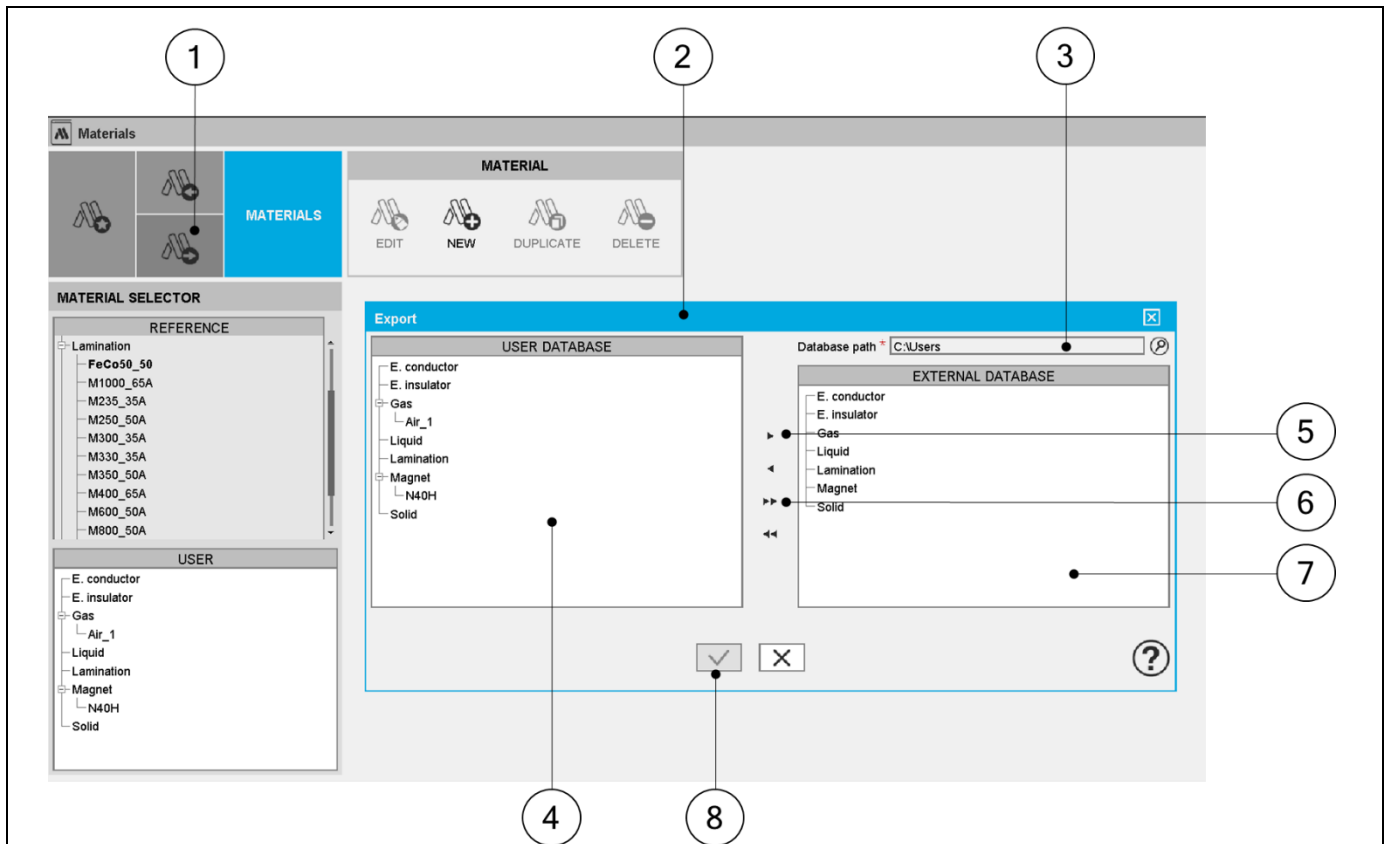 1
2
3
Materials
MATERIALS
MATERIAL
EDIT
NEW
DUPLICATE
DELETE
MATERIAL SELECTOR
REFERENCE
Lamination
FeCo50_50
M1000_65A
M235_35A
M250_50A
M300_35A
M330_35A
M350_50A
M400_65A
M600_50A
M800_50A
USER
E. conductor
E. insulator
Gas
Air_1
Liquid
Lamination
Magnet
N40H
Solid
Export
USER DATABASE
E. conductor
E. insulator
Gas
Air_1
Liquid
Lamination
Magnet
N40H
Solid
Database path * C:\Users
EXTERNAL DATABASE
E. conductor
E. insulator
Gas
Liquid
Lamination
Magnet
Solid
?
5
6
7
4
8